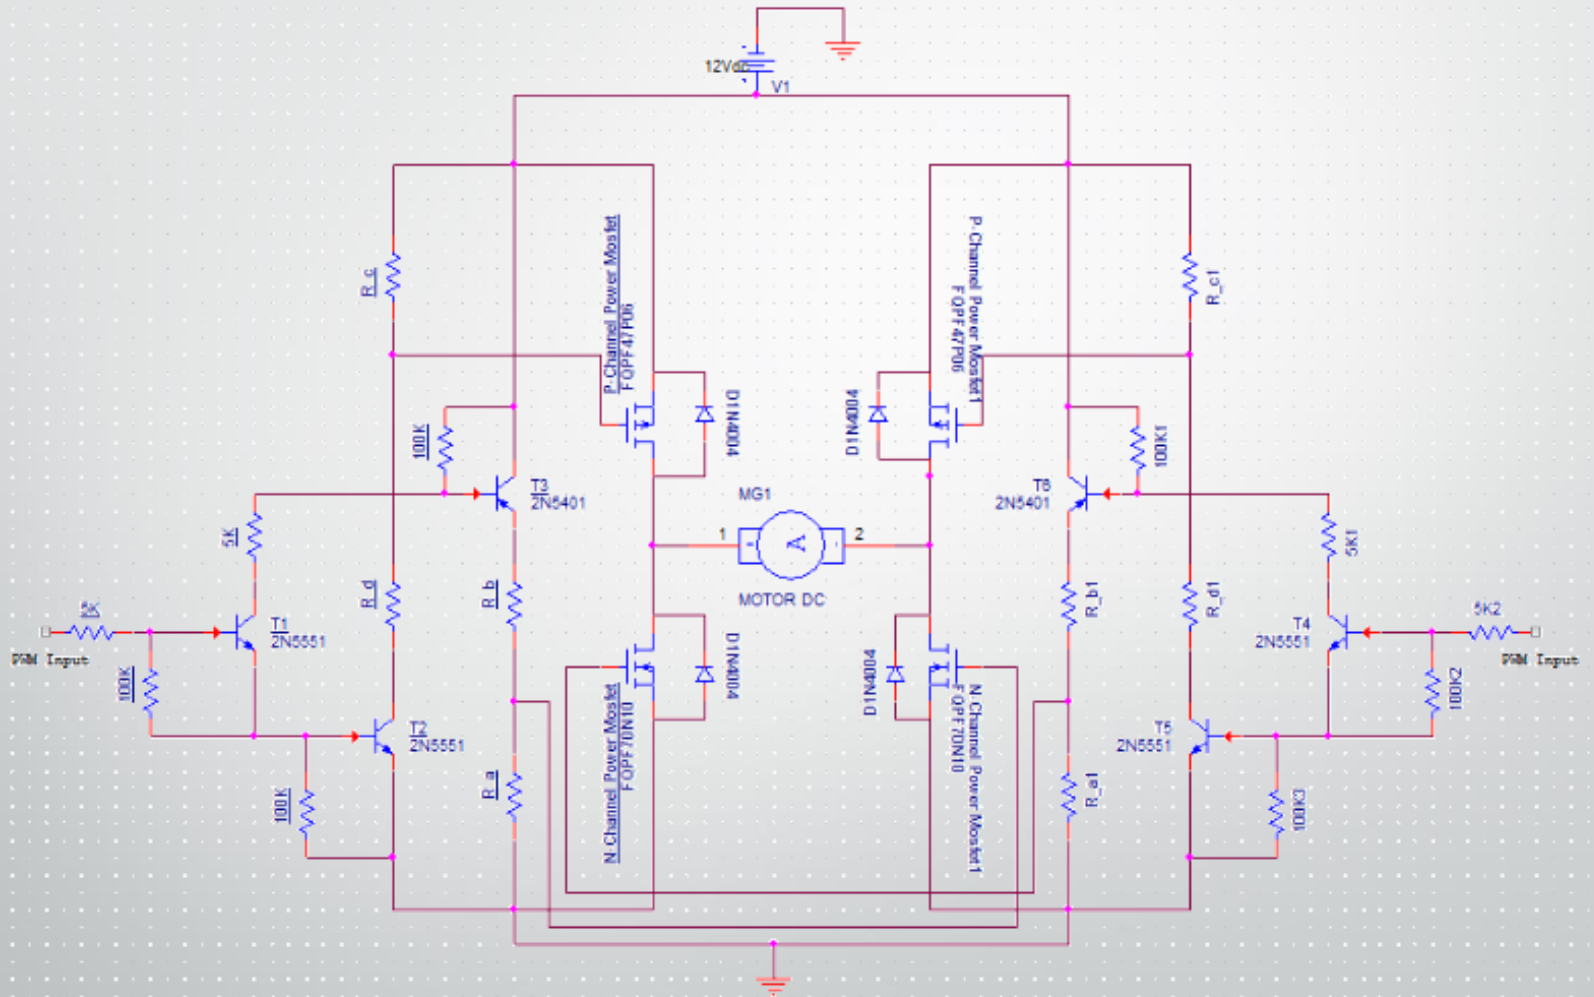 12Vdc
V1
R_c
P-Channel Power Mosfet
FQPF47P06
P-Channel Power Mosfet1
FQPF47P06
R_c1
100K
D1N4004
D1N4004
100K1
T3
2N5401
T6
2N5401
MG1
1
A
2
MOTOR DC
5K
5K1
R_d
R_b
R_b1
R_d1
5K
T1
2N5551
PWM Input
5K2
T4
2N5551
PWM Input
100K
D1N4004
D1N4004
100K2
T2
2N5551
T5
2N5551
N-Channel Power Mosfet
FQPF70N10
N-Channel Power Mosfet1
FQPF70N10
100K
R_a
R_a1
100K3